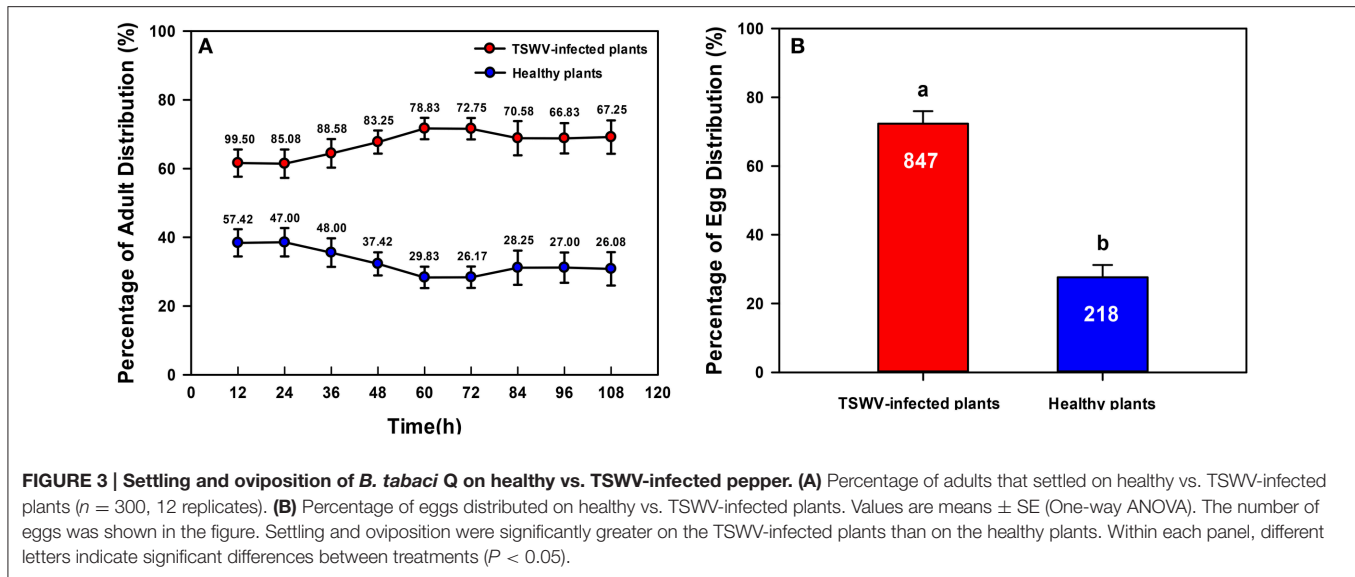 Percentage of Adult Distribution (%)
100
80
60
40
20
0
A
TSWV-infected plants
Healthy plants
99.50 85.08 88.58 83.25 78.83 72.75 70.58 66.83 67.25
57.42 47.00 48.00 37.42 29.83 26.17 28.25 27.00 26.08
0 12 24 36 48 60 72 84 96 108 120
Time(h)
Percentage of Egg Distribution (%)
100
80
60
40
20
0
B
a
847
b
218
TSWV-infected plants Healthy plants
FIGURE 3 | Settling and oviposition of B. tabaci Q on healthy vs. TSWV-infected pepper. (A) Percentage of adults that settled on healthy vs. TSWV-infected
plants (n = 300, 12 replicates). (B) Percentage of eggs distributed on healthy vs. TSWV-infected plants. Values are means ± SE (One-way ANOVA). The number of
eggs was shown in the figure. Settling and oviposition were significantly greater on the TSWV-infected plants than on the healthy plants. Within each panel, different
letters indicate significant differences between treatments (P < 0.05).